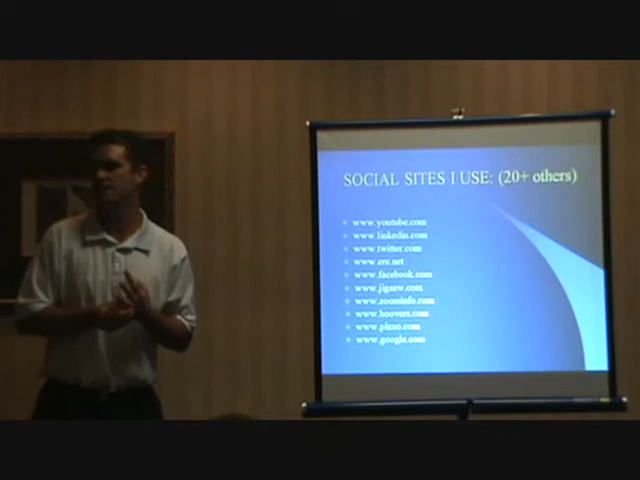 SOCIAL SITES I USE: (20+ others)
www.youtube.com
www.linkedin.com
www.twitter.com
www.ere.net
www.facebook.com
www.jigsaw.com
www.zoominfo.com
www.hoovers.com
www.plaxo.com
www.google.com